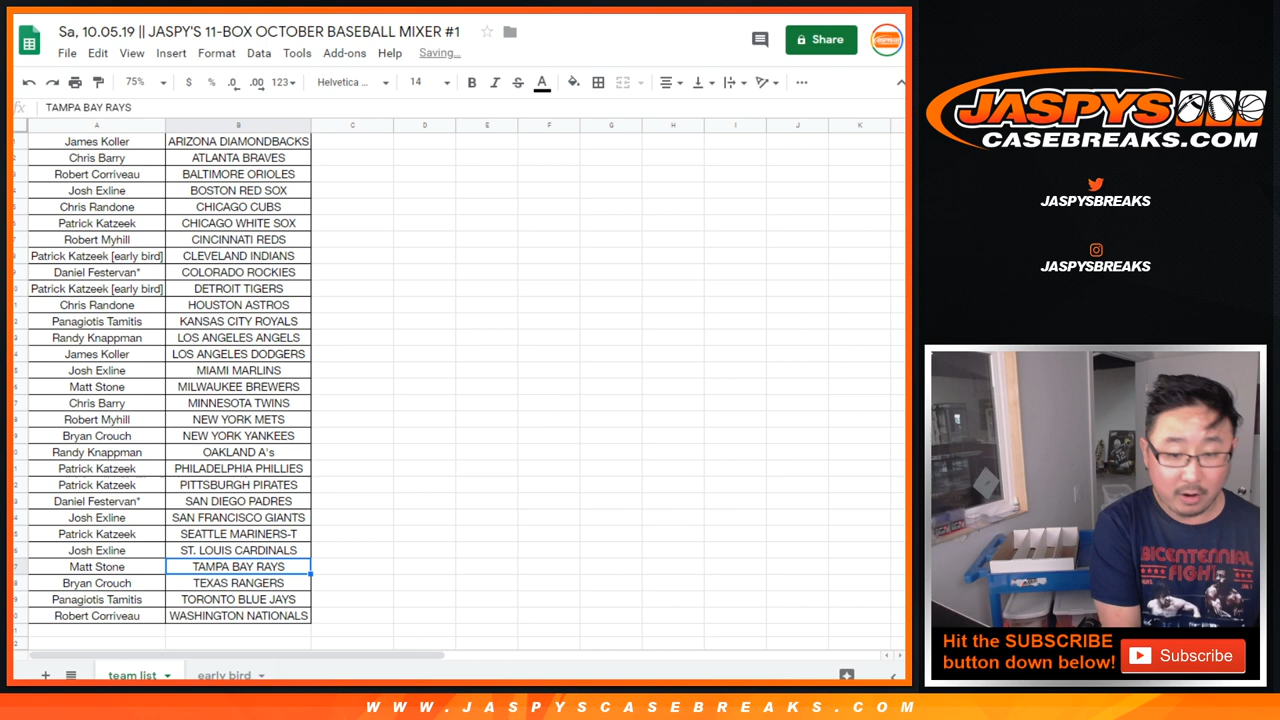 Sa, 10.05.19 || JASPY'S 11-BOX OCTOBER BASEBALL MIXER #1
File Edit View Insert Format Data Tools Add-ons Help Saving...
Share
75% $ % .0 .00 123 Helvetica ... 14 B I S A
fx TAMPA BAY RAYS
A B C D E F G H I J K
James Koller ARIZONA DIAMONDBACKS
Chris Barry ATLANTA BRAVES
Robert Corriveau BALTIMORE ORIOLES
Josh Exline BOSTON RED SOX
Chris Randone CHICAGO CUBS
Patrick Katzeek CHICAGO WHITE SOX
Robert Myhill CINCINNATI REDS
Patrick Katzeek [early bird] CLEVELAND INDIANS
Daniel Festervan* COLORADO ROCKIES
Patrick Katzeek [early bird] DETROIT TIGERS
Chris Randone HOUSTON ASTROS
Panagiotis Tamitis KANSAS CITY ROYALS
Randy Knappman LOS ANGELES ANGELS
James Koller LOS ANGELES DODGERS
Josh Exline MIAMI MARLINS
Matt Stone MILWAUKEE BREWERS
Chris Barry MINNESOTA TWINS
Robert Myhill NEW YORK METS
Bryan Crouch NEW YORK YANKEES
Randy Knappman OAKLAND A's
Patrick Katzeek PHILADELPHIA PHILLIES
Patrick Katzeek PITTSBURGH PIRATES
Daniel Festervan* SAN DIEGO PADRES
Josh Exline SAN FRANCISCO GIANTS
Patrick Katzeek SEATTLE MARINERS-T
Josh Exline ST. LOUIS CARDINALS
Matt Stone TAMPA BAY RAYS
Bryan Crouch TEXAS RANGERS
Panagiotis Tamitis TORONTO BLUE JAYS
Robert Corriveau WASHINGTON NATIONALS
team list early bird
JASPYS
CASEBREAKS.COM
JASPYSBREAKS
JASPYSBREAKS
BICENTENNIAL
FIGHT
Hit the SUBSCRIBE
button down below!
Subscribe
WWW.JASPYSCASEBREAKS.COM